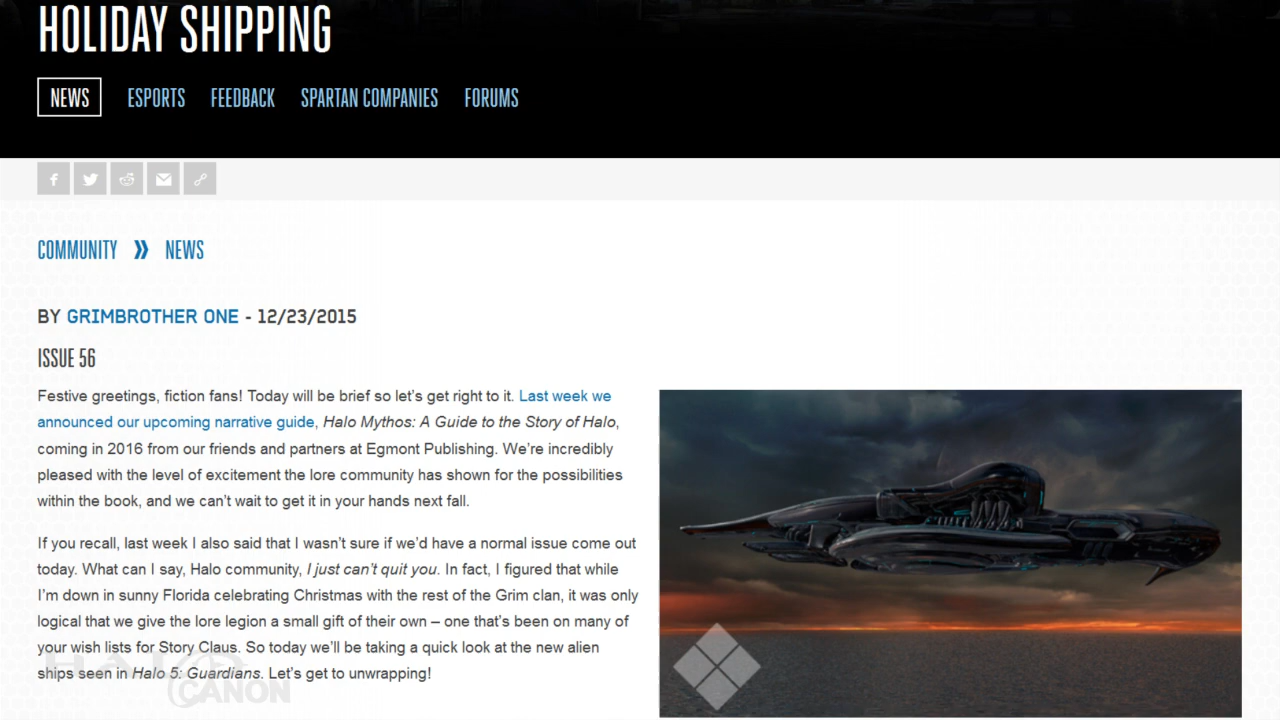 HOLIDAY SHIPPING
NEWS ESPORTS FEEDBACK SPARTAN COMPANIES FORUMS
COMMUNITY » NEWS
BY GRIMBROTHER ONE - 12/23/2015
ISSUE 56
Festive greetings, fiction fans! Today will be brief so let’s get right to it. Last week we
announced our upcoming narrative guide, Halo Mythos: A Guide to the Story of Halo,
coming in 2016 from our friends and partners at Egmont Publishing. We’re incredibly
pleased with the level of excitement the lore community has shown for the possibilities
within the book, and we can’t wait to get it in your hands next fall.
If you recall, last week I also said that I wasn’t sure if we’d have a normal issue come out
today. What can I say, Halo community, I just can’t quit you. In fact, I figured that while
I’m down in sunny Florida celebrating Christmas with the rest of the Grim clan, it was only
logical that we give the lore legion a small gift of their own – one that’s been on many of
your wish lists for Story Claus. So today we’ll be taking a quick look at the new alien
ships seen in Halo 5: Guardians. Let’s get to unwrapping!
HALO
CANON